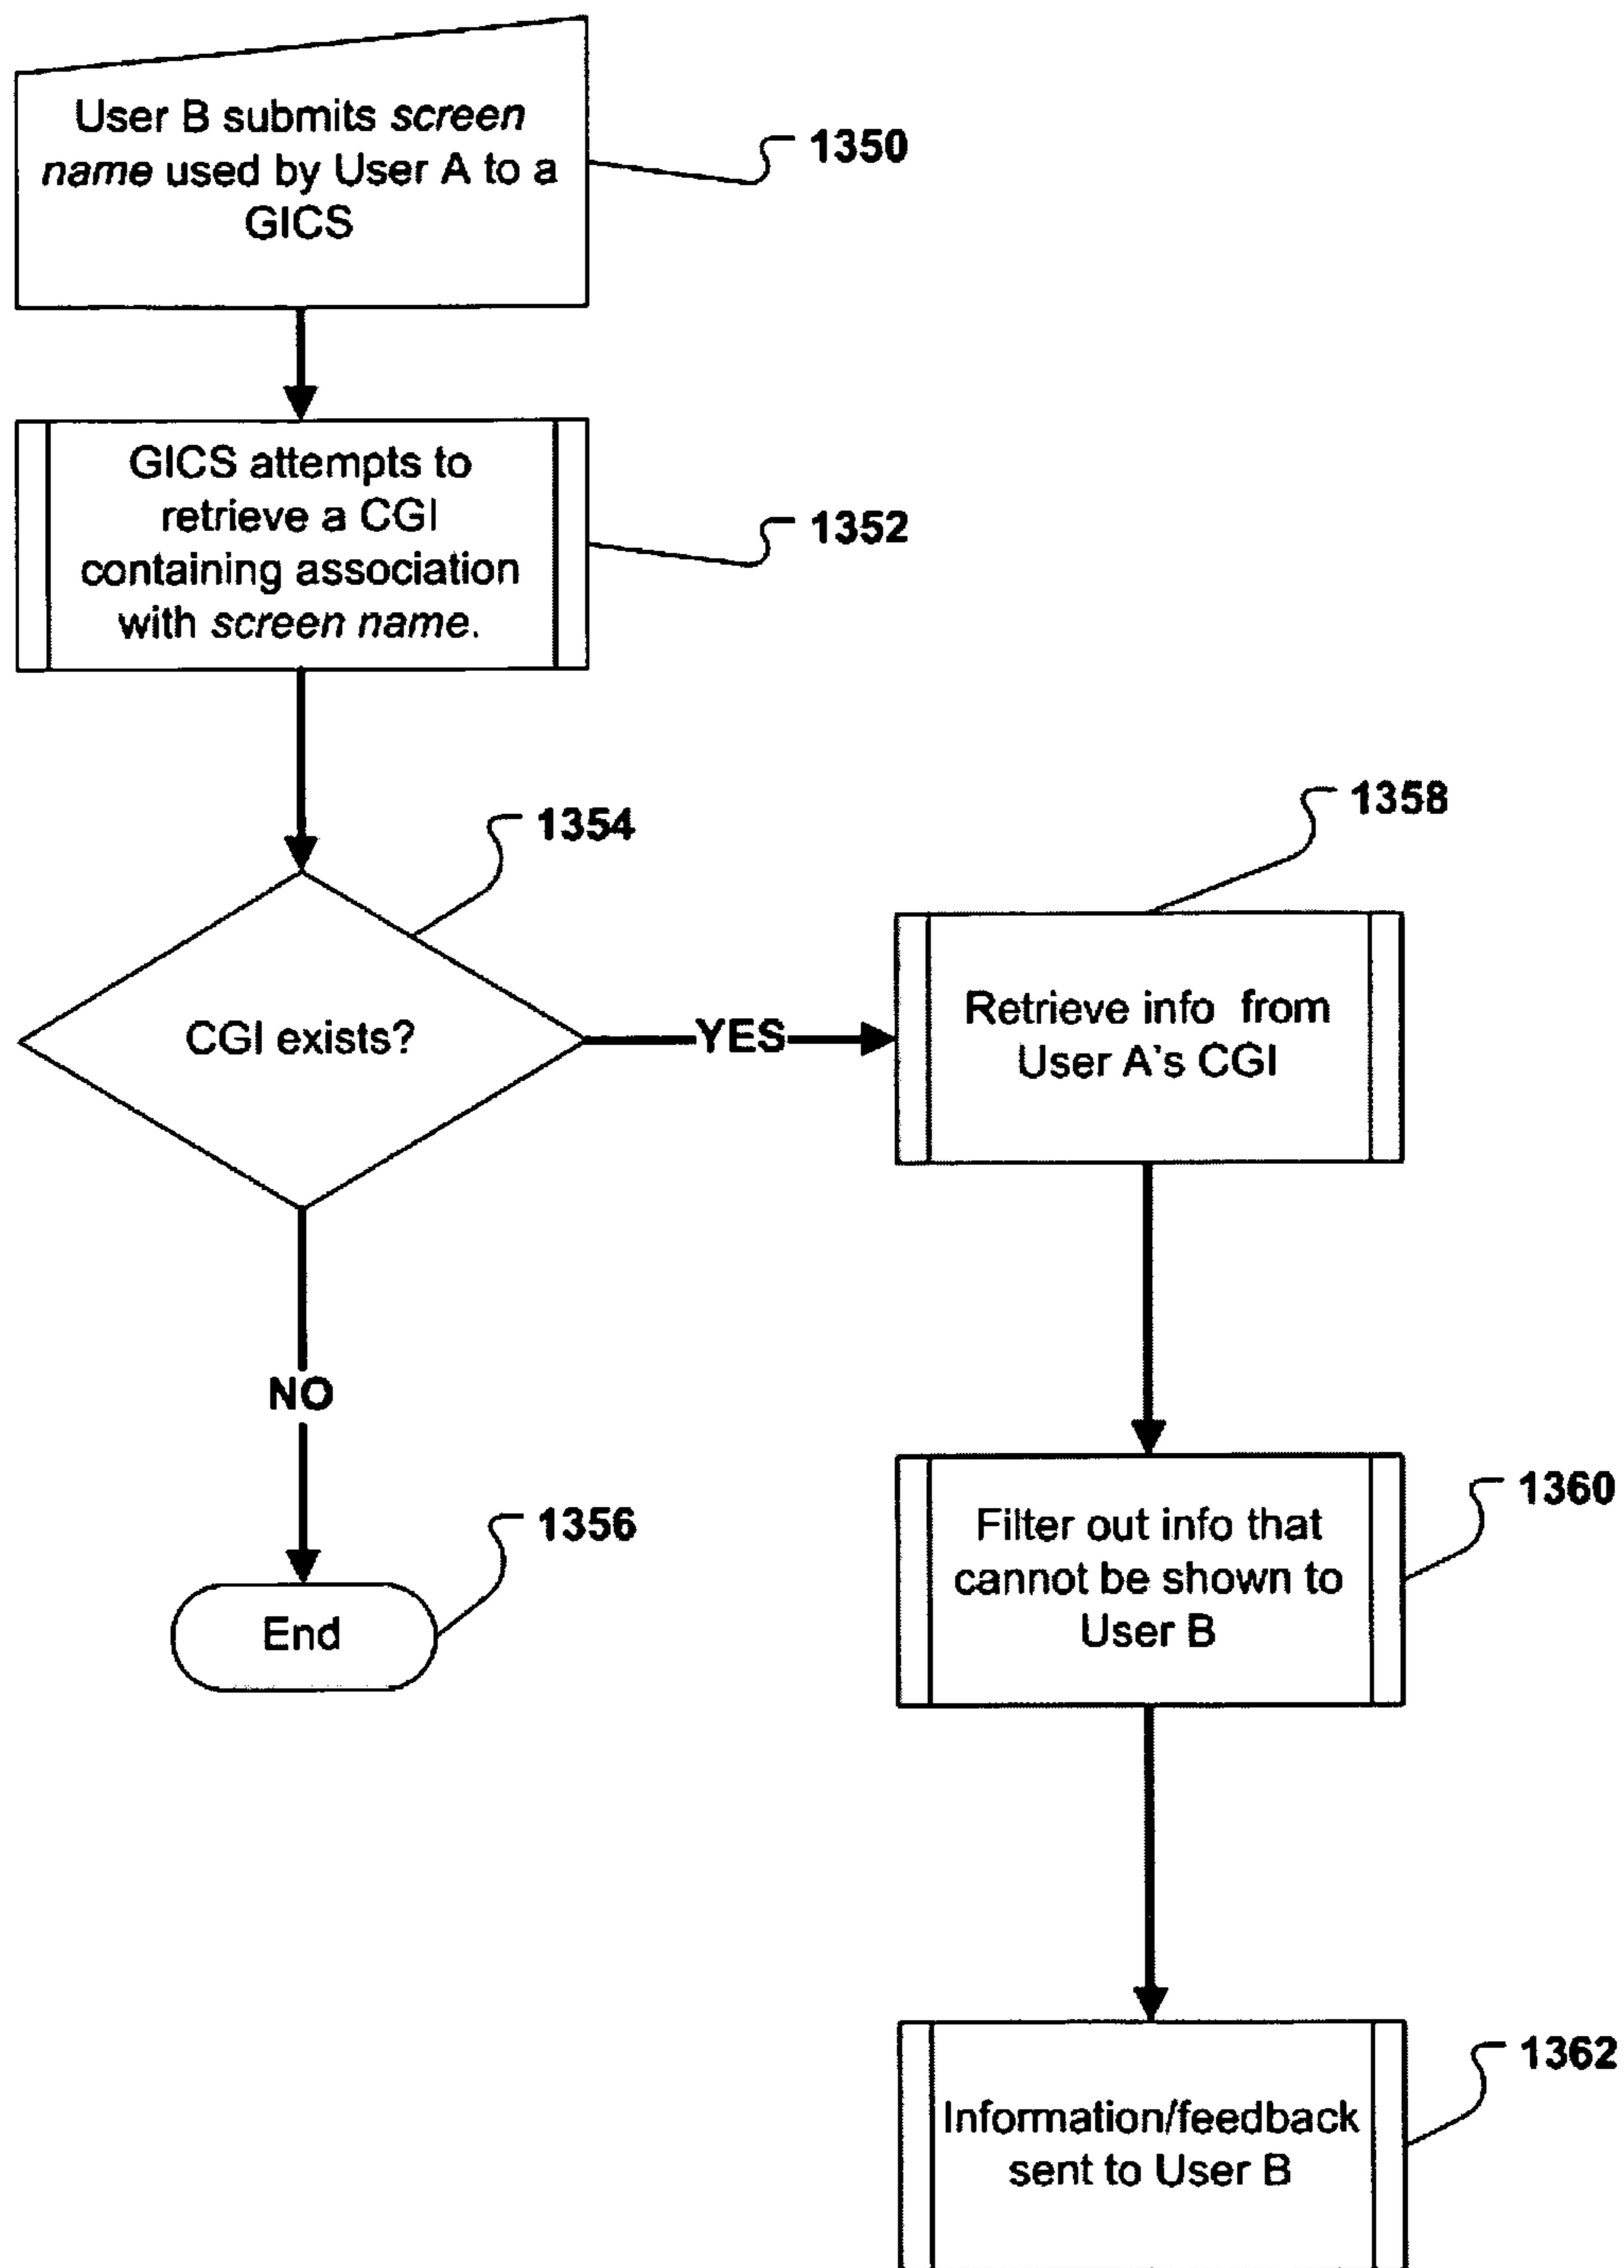 User B submits screen
name used by User A to a
GICS
1350
GICS attempts to
retrieve a CGI
containing association
with screen name.
1352
1354
CGI exists?
YES
1358
Retrieve info from
User A's CGI
NO
1356
End
1360
Filter out info that
cannot be shown to
User B
1362
Information/feedback
sent to User B